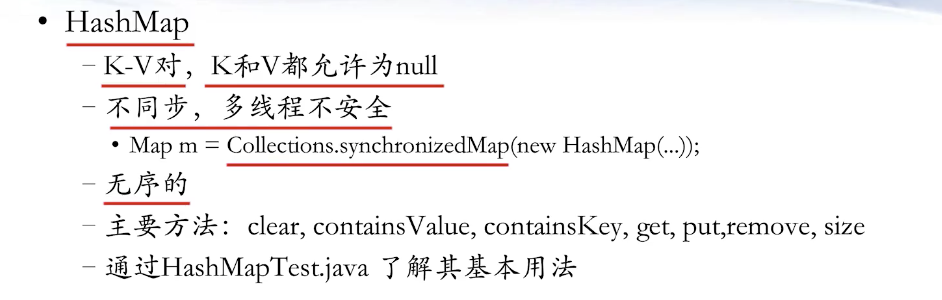 • HashMap
– K-V对，K和V都允许为null
– 不同步，多线程不安全
• Map m = Collections.synchronizedMap(new HashMap(...));
– 无序的
– 主要方法：clear, containsValue, containsKey, get, put,remove, size
– 通过HashMapTest.java 了解其基本用法